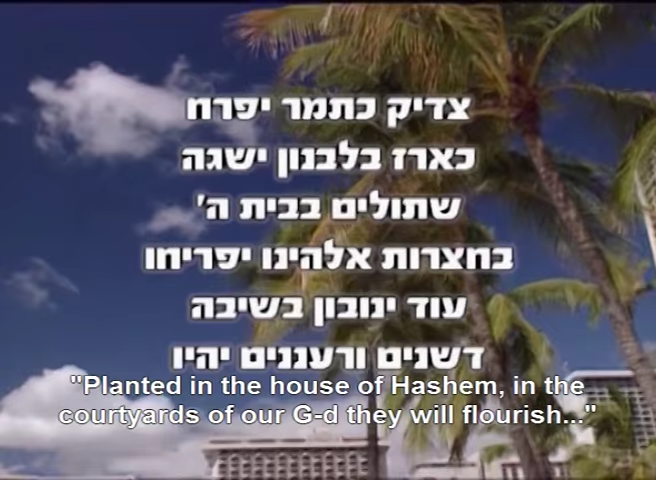 צדיק כתמר יפרח
כארז בלבנון ישגה
שתולים בבית ה'
בחצרות אלהינו יפריחו
עוד ינובון בשיבה
דשנים ורעננים יהיו
"Planted in the house of Hashem, in the
courtyards of our G-d they will flourish..."